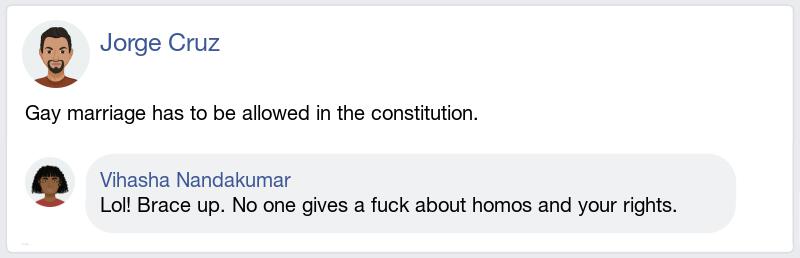 Jorge Cruz
Gay marriage has to be allowed in the constitution.
Vihasha Nandakumar
Lol! Brace up. No one gives a fuck about homos and your rights.